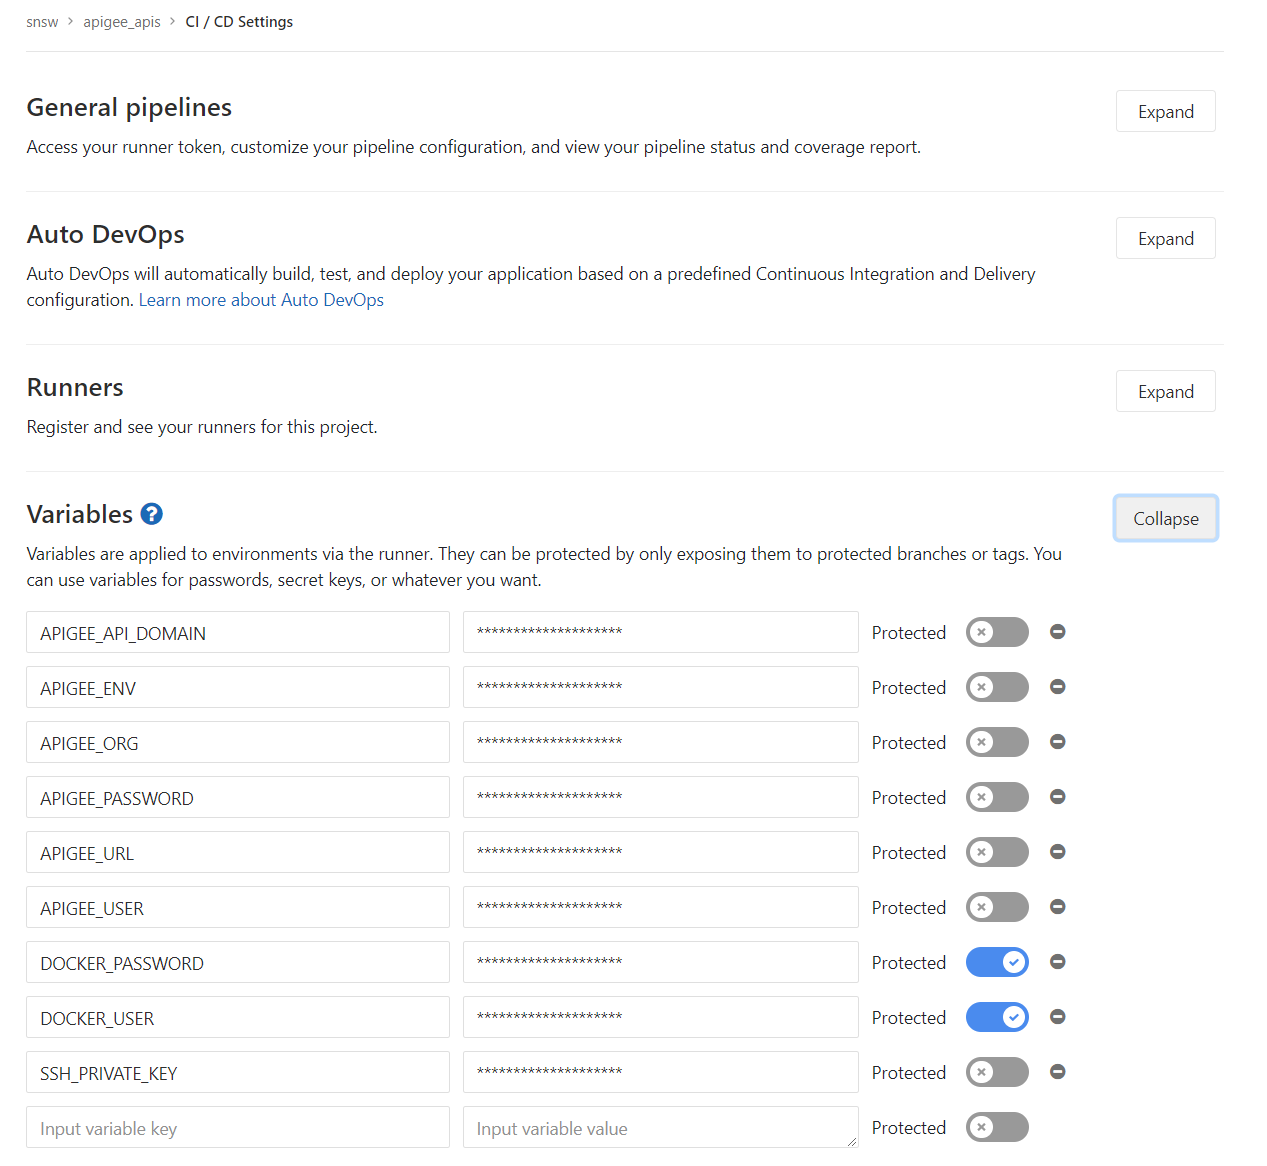 snsw > apigee_apis > CI / CD Settings
General pipelines
Expand
Access your runner token, customize your pipeline configuration, and view your pipeline status and coverage report.
Auto DevOps
Expand
Auto DevOps will automatically build, test, and deploy your application based on a predefined Continuous Integration and Delivery
configuration. Learn more about Auto DevOps
Runners
Expand
Register and see your runners for this project.
Variables ?
Collapse
Variables are applied to environments via the runner. They can be protected by only exposing them to protected branches or tags. You
can use variables for passwords, secret keys, or whatever you want.
APIGEE_API_DOMAIN ******************** Protected
APIGEE_ENV ******************** Protected
APIGEE_ORG ******************** Protected
APIGEE_PASSWORD ******************** Protected
APIGEE_URL ******************** Protected
APIGEE_USER ******************** Protected
DOCKER_PASSWORD ******************** Protected
DOCKER_USER ******************** Protected
SSH_PRIVATE_KEY ******************** Protected
Input variable key Input variable value Protected